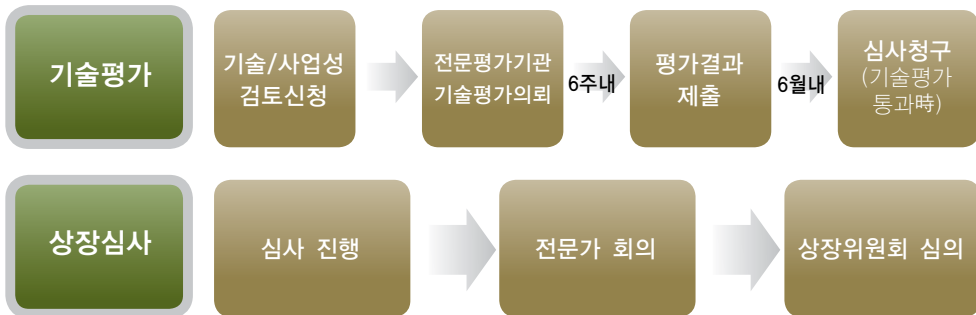 기술평가
기술/사업성
검토신청
전문평가기관
기술평가의뢰
6주내
평가결과
제출
6월내
심사청구
(기술평가
통과時)
상장심사
심사 진행
전문가 회의
상장위원회 심의